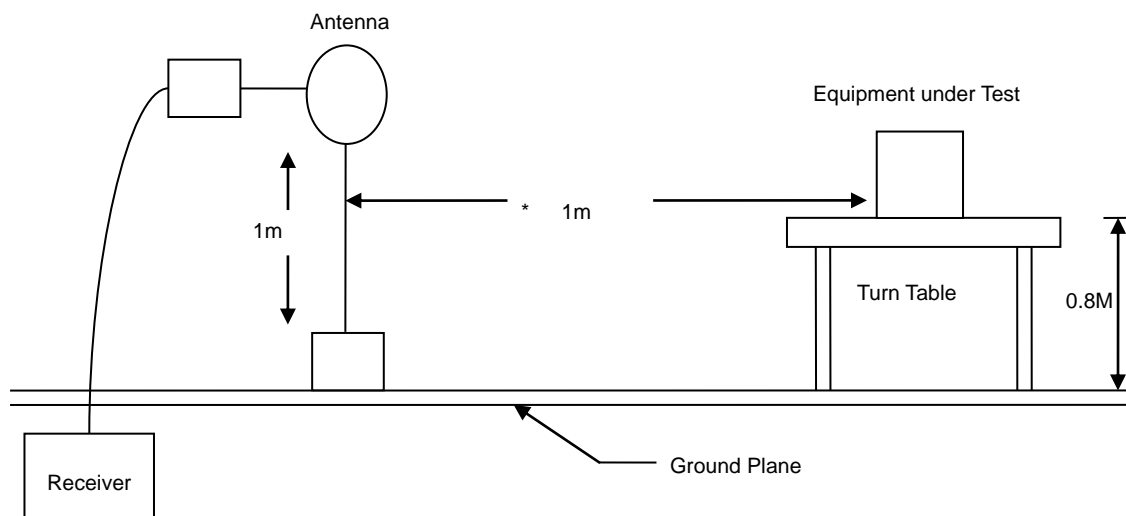 Antenna
Equipment under Test
* 1m
1m
Turn Table
0.8M
Ground Plane
Receiver